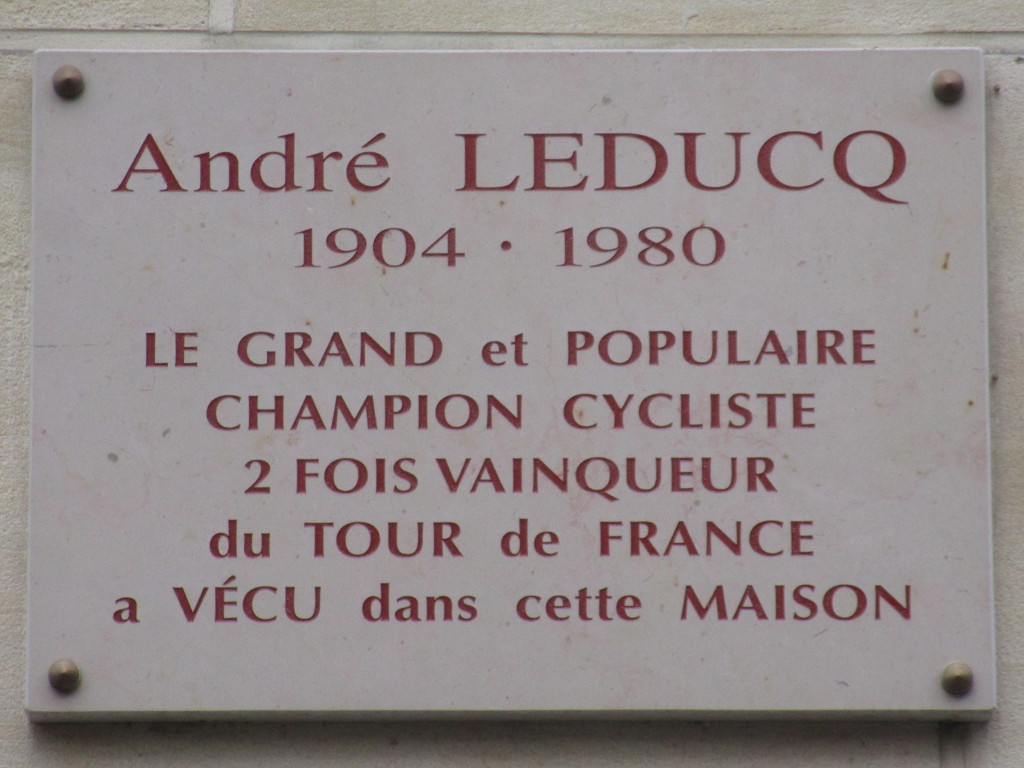 André LEDUCQ
1904 · 1980
LE GRAND et POPULAIRE
CHAMPION CYCLISTE
2 FOIS VAINQUEUR
du TOUR de FRANCE
a VÉCU dans cette MAISON